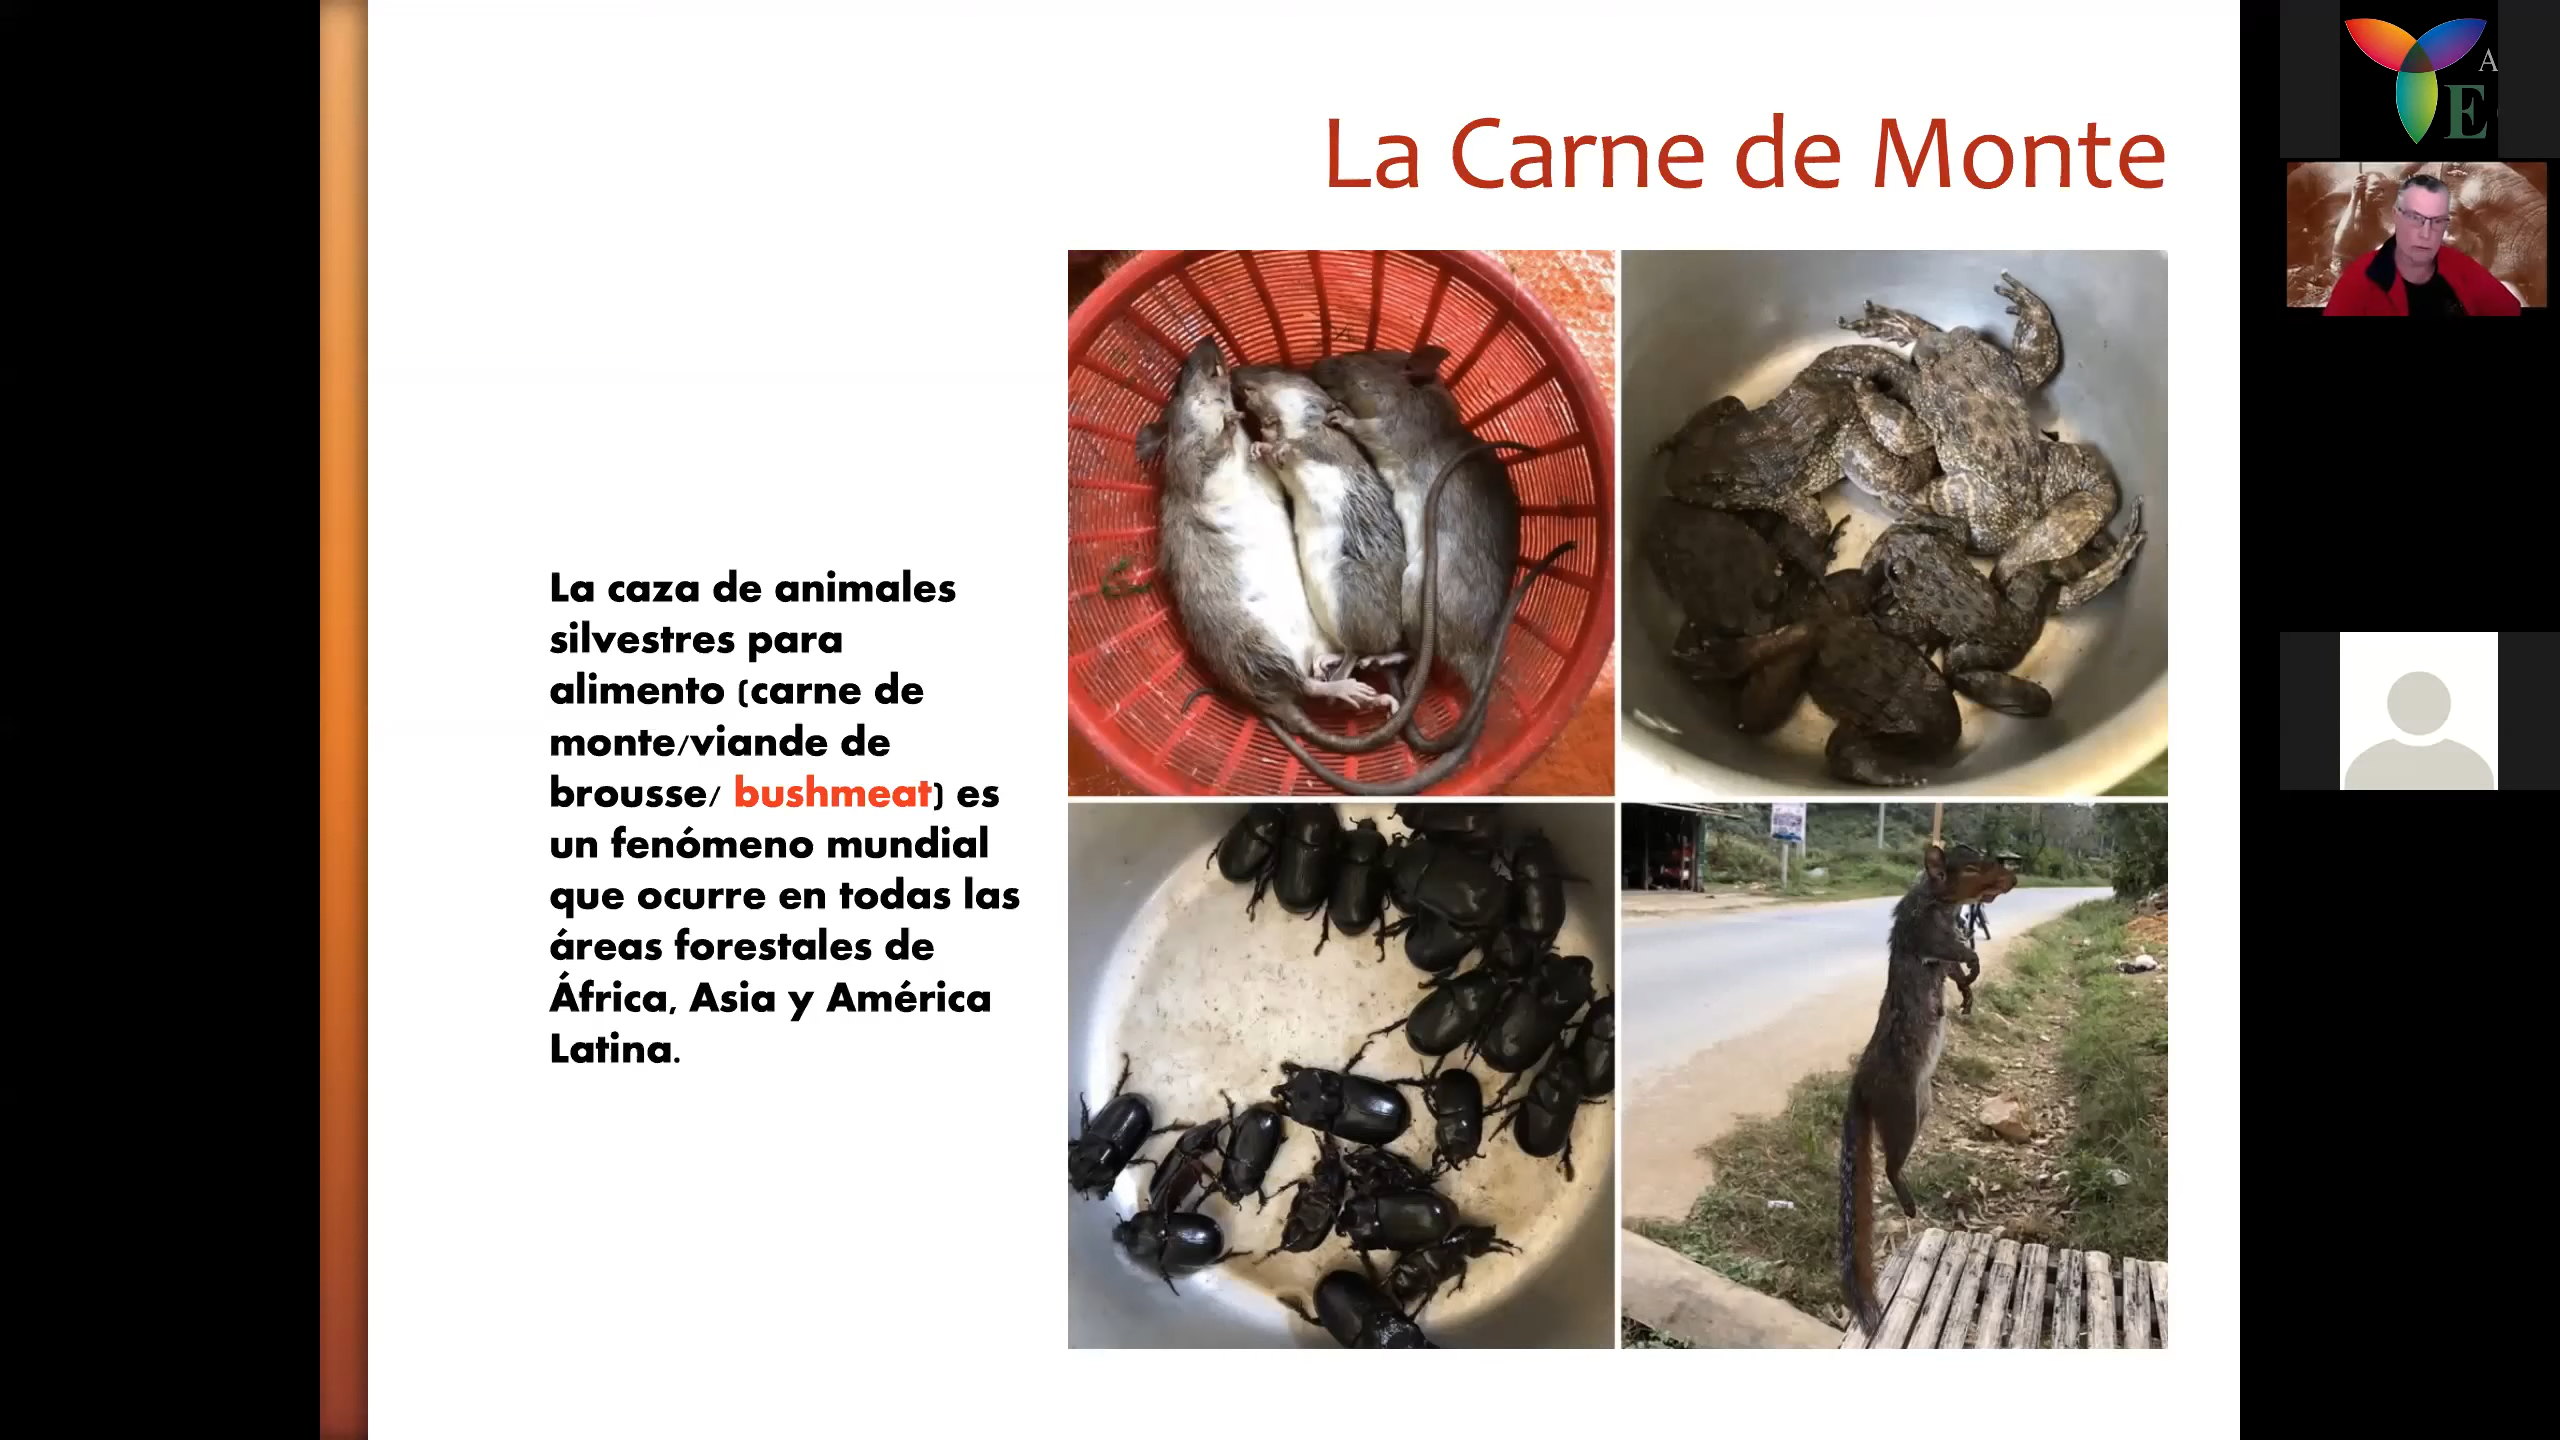 La Carne de Monte
La caza de animales
silvestres para
alimento (carne de
monte/viande de
brousse/ bushmeat) es
un fenómeno mundial
que ocurre en todas las
áreas forestales de
África, Asia y América
Latina.
A
E